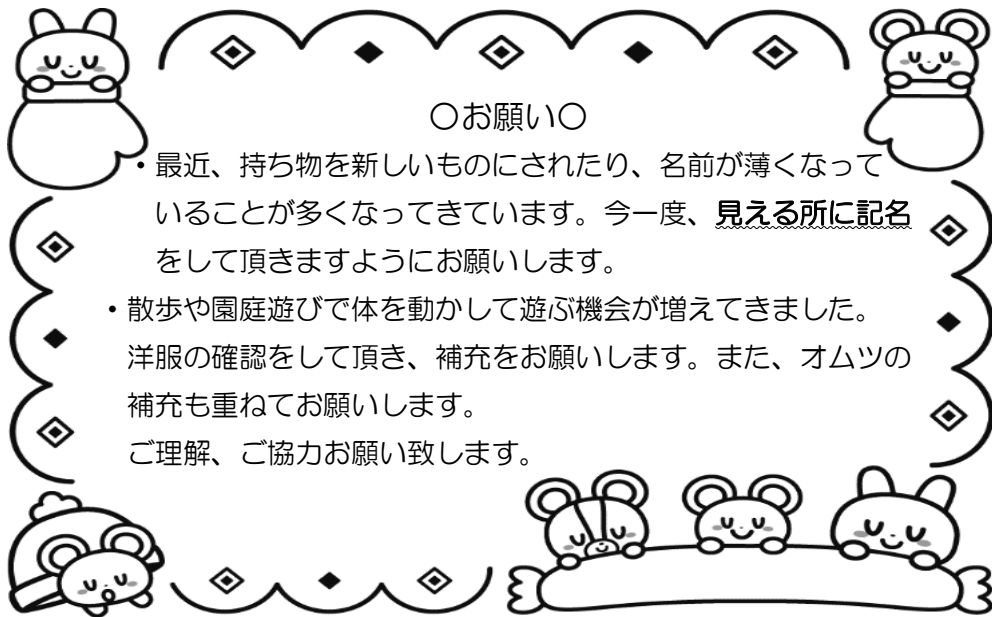 〇お願い〇
・最近、持ち物を新しいものにされたり、名前が薄くなって
いることが多くなってきています。今一度、見える所に記名
をして頂きますようにお願いします。
・散歩や園庭遊びで体を動かして遊ぶ機会が増えてきました。
洋服の確認をして頂き、補充をお願いします。また、オムツの
補充も重ねてお願いします。
ご理解、ご協力お願い致します。